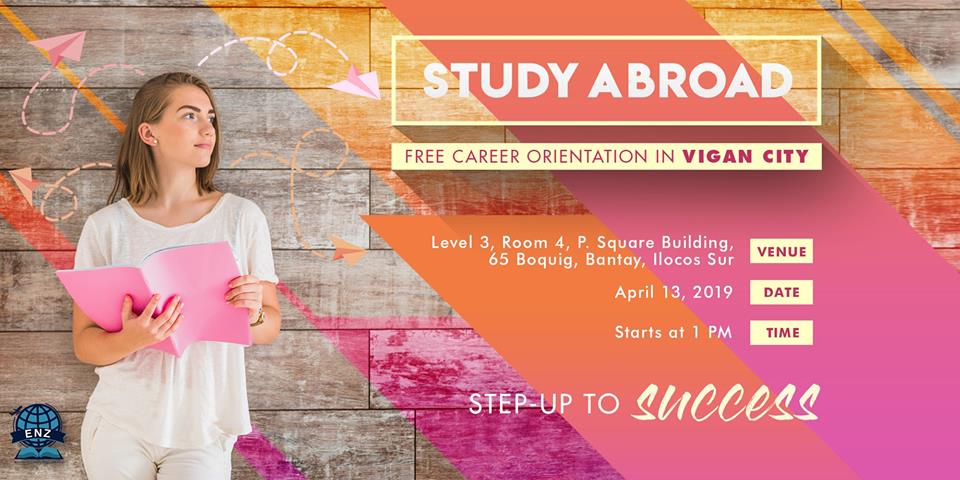 STUDY ABROAD
FREE CAREER ORIENTATION IN VIGAN CITY
Level 3, Room 4, P. Square Building,
65 Boquig, Bantay, Ilocos Sur
VENUE
April 13, 2019
DATE
Starts at 1 PM
TIME
STEP-UP TO success
ENZ